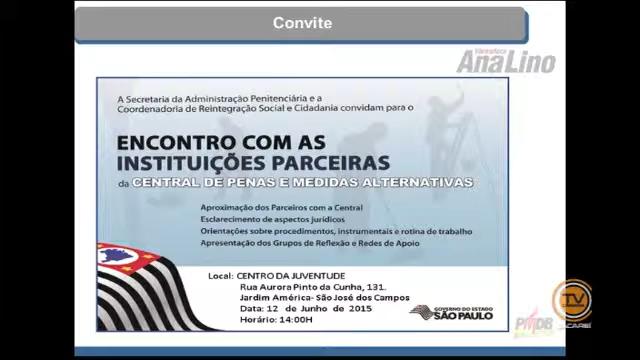 Convite
Vereadora
Ana Lino
A Secretaria da Administração Penitenciária e a
Coordenadoria de Reintegração Social e Cidadania convidam para o
ENCONTRO COM AS
INSTITUIÇÕES PARCEIRAS
da CENTRAL DE PENAS E MEDIDAS ALTERNATIVAS
Aproximação dos Parceiros com a Central
Esclarecimento de aspectos jurídicos
Orientações sobre procedimentos, instrumentais e rotina de trabalho
Apresentação dos Grupos de Reflexão e Redes de Apoio
Local: CENTRO DA JUVENTUDE
Rua Aurora Pinto da Cunha, 131.
Jardim América- São José dos Campos
Data: 12 de Junho de 2015
Horário: 14:00H
GOVERNO DO ESTADO
SÃO PAULO
PMDB
TV